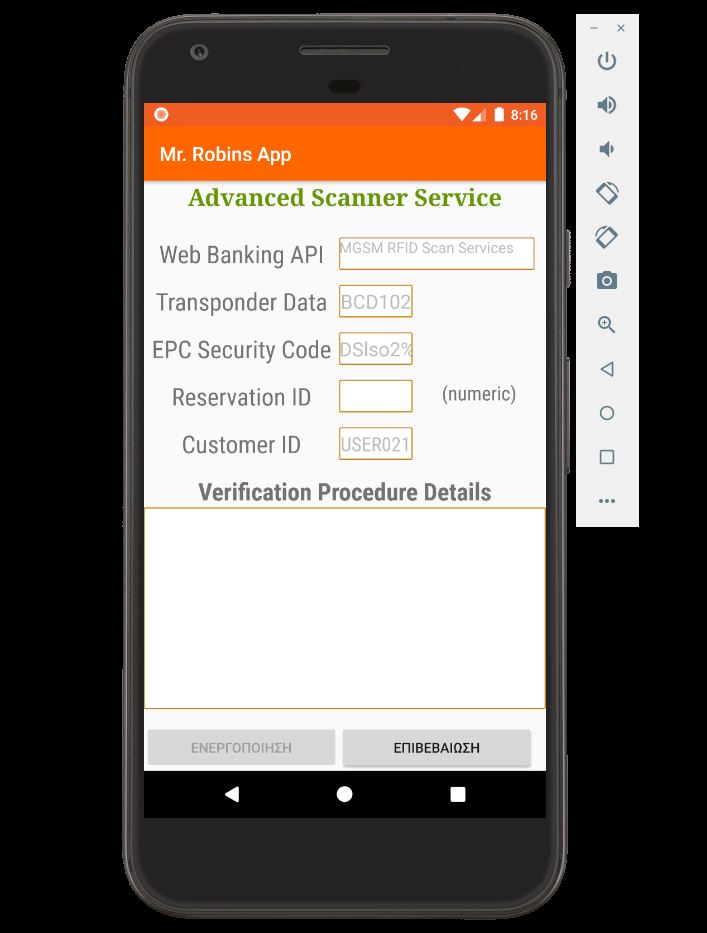 8:16
Mr. Robins App
Advanced Scanner Service
Web Banking API MGSM RFID Scan Services
Transponder Data BCD102
EPC Security Code DSIso2%
Reservation ID (numeric)
Customer ID USER021
Verification Procedure Details
ΕΝΕΡΓΟΠΟΙΗΣΗ ΕΠΙΒΕΒΑΙΩΣΗ